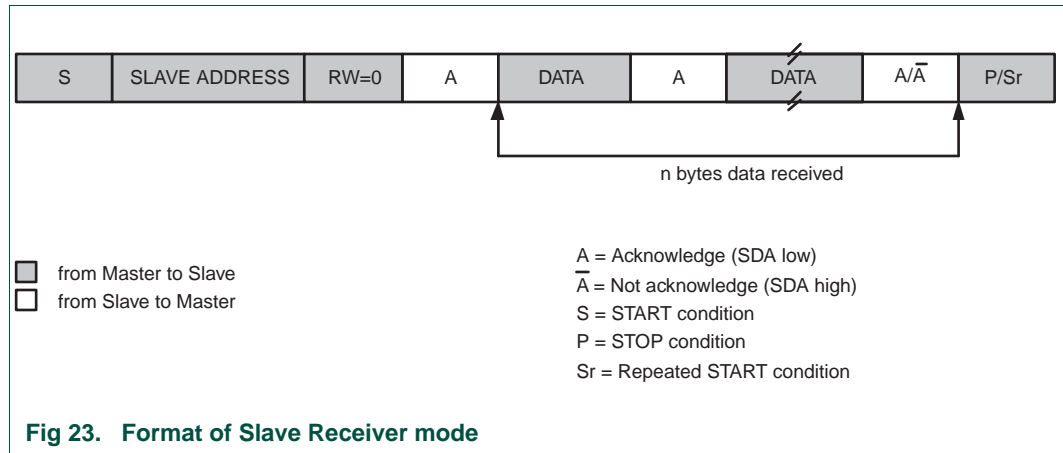 S SLAVE ADDRESS RW=0 A DATA A DATA A/A̅ P/Sr
n bytes data received
from Master to Slave
from Slave to Master
A = Acknowledge (SDA low)
A̅ = Not acknowledge (SDA high)
S = START condition
P = STOP condition
Sr = Repeated START condition
Fig 23. Format of Slave Receiver mode